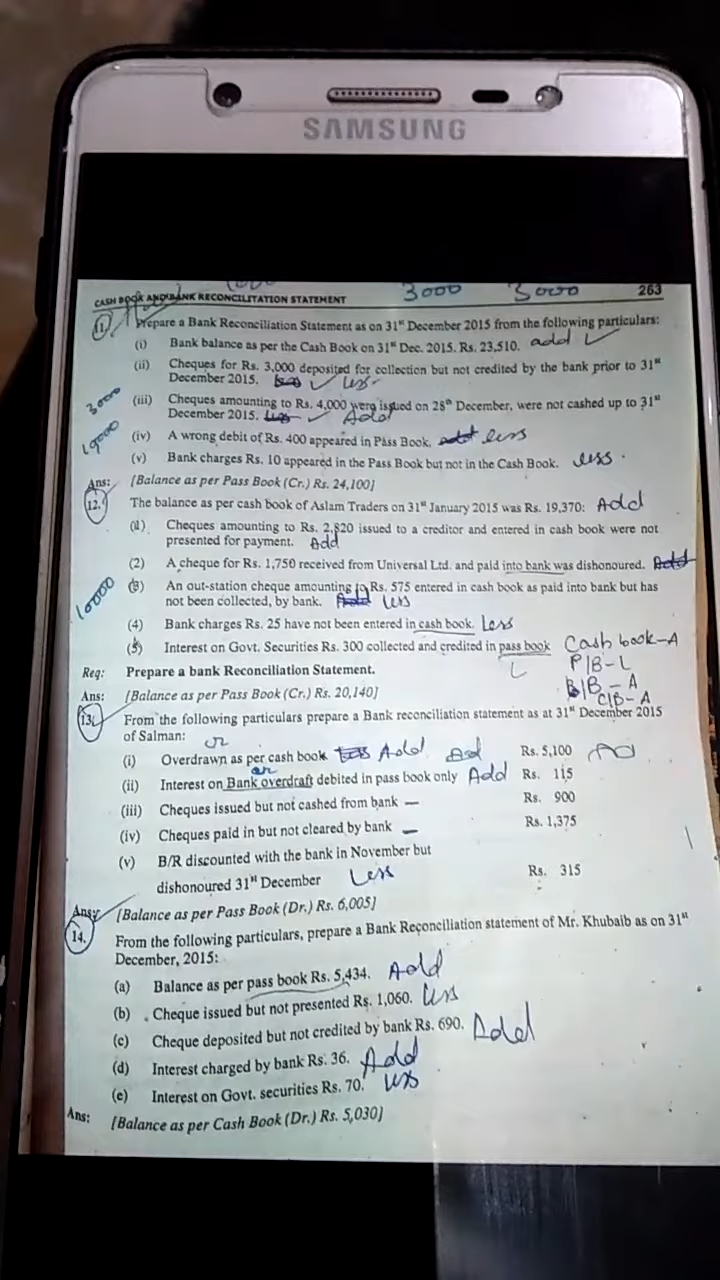 SAMSUNG
3000 3000 263
CASH BOOK AND BANK RECONCILITATION STATEMENT
11. Prepare a Bank Reconciliation Statement as on 31st December 2015 from the following particulars:
(i) Bank balance as per the Cash Book on 31st Dec. 2015. Rs. 23,510. add
(ii) Cheques for Rs. 3,000 deposited for collection but not credited by the bank prior to 31st
December 2015. less
3000 (iii) Cheques amounting to Rs. 4,000 were issued on 28th December, were not cashed up to 31st
December 2015. Less Add
(iv) A wrong debit of Rs. 400 appeared in Pass Book. add less
(v) Bank charges Rs. 10 appeared in the Pass Book but not in the Cash Book. less
Ans: [Balance as per Pass Book (Cr.) Rs. 24,100]
12. The balance as per cash book of Aslam Traders on 31st January 2015 was Rs. 19,370: Add
(1) Cheques amounting to Rs. 2,820 issued to a creditor and entered in cash book were not
presented for payment. Add
(2) A cheque for Rs. 1,750 received from Universal Ltd. and paid into bank was dishonoured. Add
10000 (3) An out-station cheque amounting to Rs. 575 entered in cash book as paid into bank but has
not been collected, by bank. Add less
(4) Bank charges Rs. 25 have not been entered in cash book. Less
(5) Interest on Govt. Securities Rs. 300 collected and credited in pass book Cash book-A
L P/B-L
Req: Prepare a bank Reconciliation Statement. B/B-A
C/B-A
Ans: [Balance as per Pass Book (Cr.) Rs. 20,140]
13. From the following particulars prepare a Bank reconciliation statement as at 31st December 2015
of Salman: or
(i) Overdrawn as per cash book Less Add Ad Rs. 5,100
or
(ii) Interest on Bank overdraft debited in pass book only Add Rs. 115
(iii) Cheques issued but not cashed from bank — Rs. 900
(iv) Cheques paid in but not cleared by bank — Rs. 1,375
(v) B/R discounted with the bank in November but
dishonoured 31st December Less Rs. 315
Ans: [Balance as per Pass Book (Dr.) Rs. 6,005]
14. From the following particulars, prepare a Bank Reconciliation statement of Mr. Khubaib as on 31st
December, 2015:
(a) Balance as per pass book Rs. 5,434. Add
(b) Cheque issued but not presented Rs. 1,060. Less
(c) Cheque deposited but not credited by bank Rs. 690. Add
(d) Interest charged by bank Rs. 36. Add
(e) Interest on Govt. securities Rs. 70. Less
Ans: [Balance as per Cash Book (Dr.) Rs. 5,030]